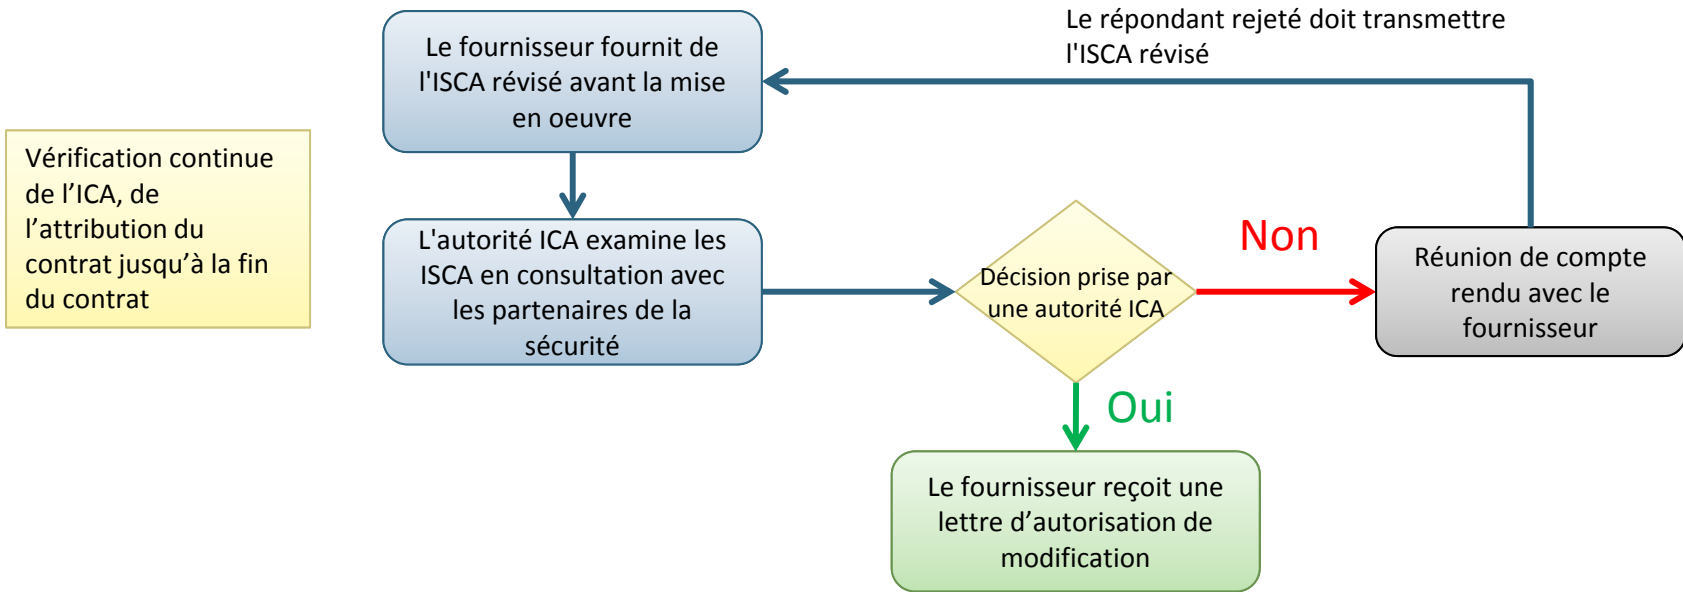 Le répondant rejeté doit transmettre
l'ISCA révisé
Le fournisseur fournit de
l'ISCA révisé avant la mise
en oeuvre
Vérification continue
de l’ICA, de
l’attribution du
contrat jusqu’à la fin
du contrat
L'autorité ICA examine les
ISCA en consultation avec
les partenaires de la
sécurité
Décision prise par
une autorité ICA
Non
Réunion de compte
rendu avec le
fournisseur
Oui
Le fournisseur reçoit une
lettre d’autorisation de
modification